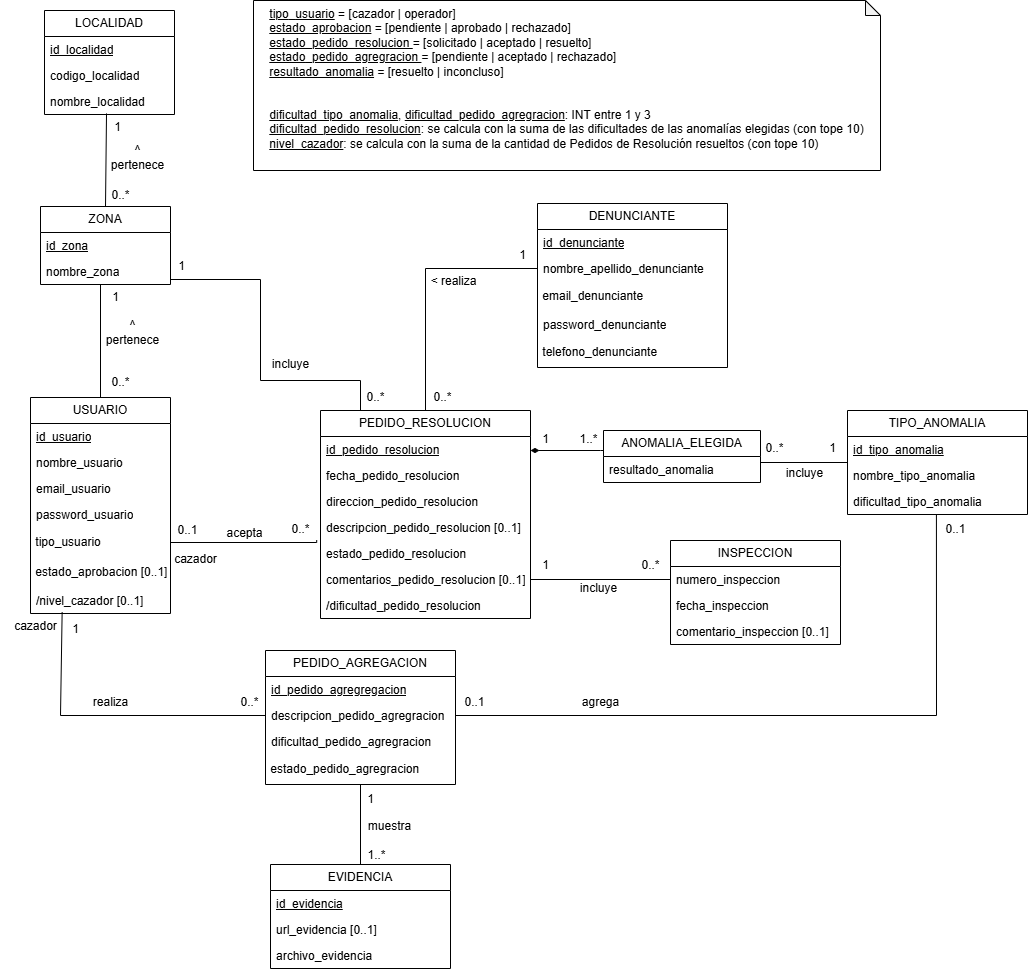 LOCALIDAD
id_localidad
codigo_localidad
nombre_localidad
tipo_usuario = [cazador | operador]
estado_aprobacion = [pendiente | aprobado | rechazado]
estado_pedido_resolucion = [solicitado | aceptado | resuelto]
estado_pedido_agregracion = [pendiente | aceptado | rechazado]
resultado_anomalia = [resuelto | inconcluso]
dificultad_tipo_anomalia, dificultad_pedido_agregracion: INT entre 1 y 3
dificultad_pedido_resolucion: se calcula con la suma de las dificultades de las anomalías elegidas (con tope 10)
nivel_cazador: se calcula con la suma de la cantidad de Pedidos de Resolución resueltos (con tope 10)
1
^
pertenece
0..*
ZONA
id_zona
nombre_zona
1
incluye
0..*
DENUNCIANTE
id_denunciante
nombre_apellido_denunciante
email_denunciante
password_denunciante
telefono_denunciante
1
< realiza
0..*
1
^
pertenece
0..*
USUARIO
id_usuario
nombre_usuario
email_usuario
password_usuario
tipo_usuario
estado_aprobacion [0..1]
/nivel_cazador [0..1]
0..1
acepta
0..*
cazador
PEDIDO_RESOLUCION
id_pedido_resolucion
fecha_pedido_resolucion
direccion_pedido_resolucion
descripcion_pedido_resolucion [0..1]
estado_pedido_resolucion
comentarios_pedido_resolucion [0..1]
/dificultad_pedido_resolucion
1
1..*
ANOMALIA_ELEGIDA
resultado_anomalia
0..*
1
incluye
TIPO_ANOMALIA
id_tipo_anomalia
nombre_tipo_anomalia
dificultad_tipo_anomalia
0..1
1
0..*
incluye
INSPECCION
numero_inspeccion
fecha_inspeccion
comentario_inspeccion [0..1]
cazador
1
realiza
0..*
PEDIDO_AGREGACION
id_pedido_agregregacion
descripcion_pedido_agregracion
dificultad_pedido_agregracion
estado_pedido_agregracion
0..1
agrega
1
muestra
1..*
EVIDENCIA
id_evidencia
url_evidencia [0..1]
archivo_evidencia